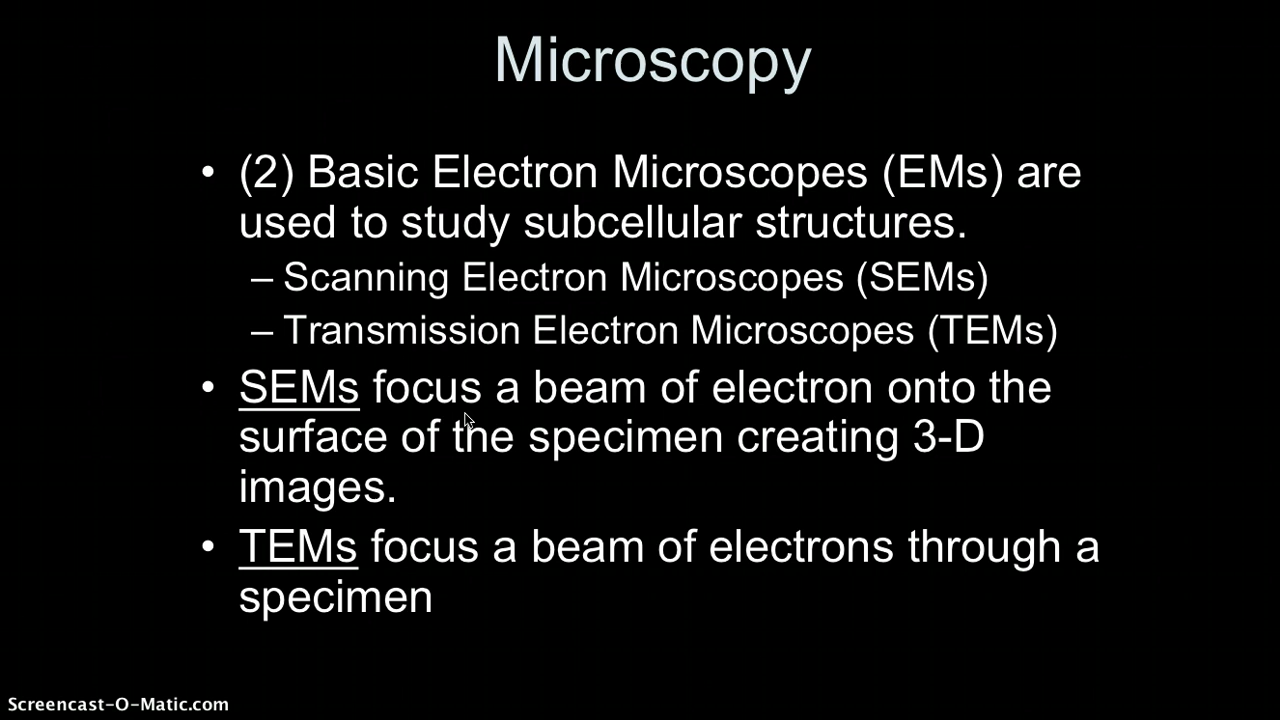 Microscopy
• (2) Basic Electron Microscopes (EMs) are
used to study subcellular structures.
– Scanning Electron Microscopes (SEMs)
– Transmission Electron Microscopes (TEMs)
• SEMs focus a beam of electron onto the
surface of the specimen creating 3-D
images.
• TEMs focus a beam of electrons through a
specimen
Screencast-O-Matic.com